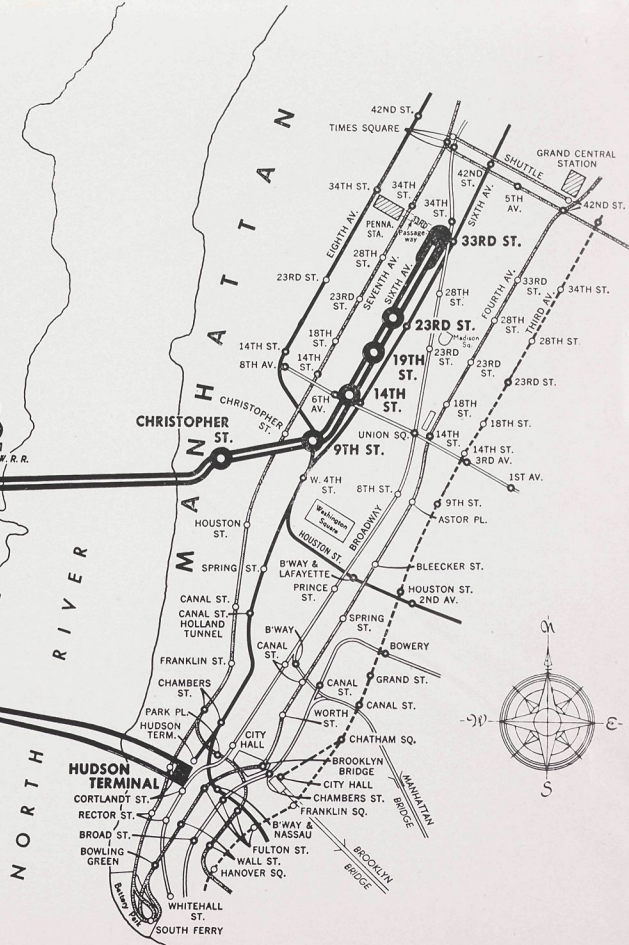 42ND ST.
TIMES SQUARE
GRAND CENTRAL
STATION
SHUTTLE
42ND
ST.
5TH
AV.
42ND ST.
34TH ST.
34TH
ST.
34TH
ST.
SIXTH AV.
PENNA.
STA.
Passage-
way
33RD ST.
EIGHTH AV.
28TH
ST.
SEVENTH AV.
SIXTH AV.
23RD ST.
23RD
ST.
28TH
ST.
FOURTH AV.
33RD
ST.
THIRD AV.
34TH ST.
28TH
ST.
28TH ST.
23RD ST.
Madison
Sq.
18TH
ST.
23RD
ST.
23RD
ST.
23RD ST.
14TH ST.
8TH AV.
14TH
ST.
19TH
ST.
6TH
AV.
14TH
ST.
18TH
ST.
18TH ST.
CHRISTOPHER
ST.
CHRISTOPHER
ST.
9TH ST.
UNION SQ.
14TH
ST.
14TH ST.
3RD AV.
1ST AV.
W.R.R.
MANHATTAN
W. 4TH
ST.
8TH ST.
9TH ST.
ASTOR PL.
Washington
Square
BROADWAY
HOUSTON
ST.
HOUSTON ST.
SPRING ST.
B'WAY &
LAFAYETTE
PRINCE
ST.
BLEECKER ST.
HOUSTON ST.
2ND AV.
CANAL ST.
CANAL ST.
HOLLAND
TUNNEL
SPRING
ST.
B'WAY
CANAL
ST.
BOWERY
FRANKLIN ST.
GRAND ST.
CANAL
ST.
CANAL ST.
CHAMBERS
ST.
PARK PL.
HUDSON
TERM.
CITY
HALL
WORTH
ST.
CHATHAM SQ.
HUDSON
TERMINAL
BROOKLYN
BRIDGE
CITY HALL
CHAMBERS ST.
FRANKLIN SQ.
MANHATTAN
BRIDGE
CORTLANDT ST.
RECTOR ST.
BROAD ST.
BOWLING
GREEN
B'WAY &
NASSAU
FULTON ST.
WALL ST.
HANOVER SQ.
BROOKLYN
BRIDGE
Battery Park
WHITEHALL
ST.
SOUTH FERRY
NORTH RIVER
N
W
E
S